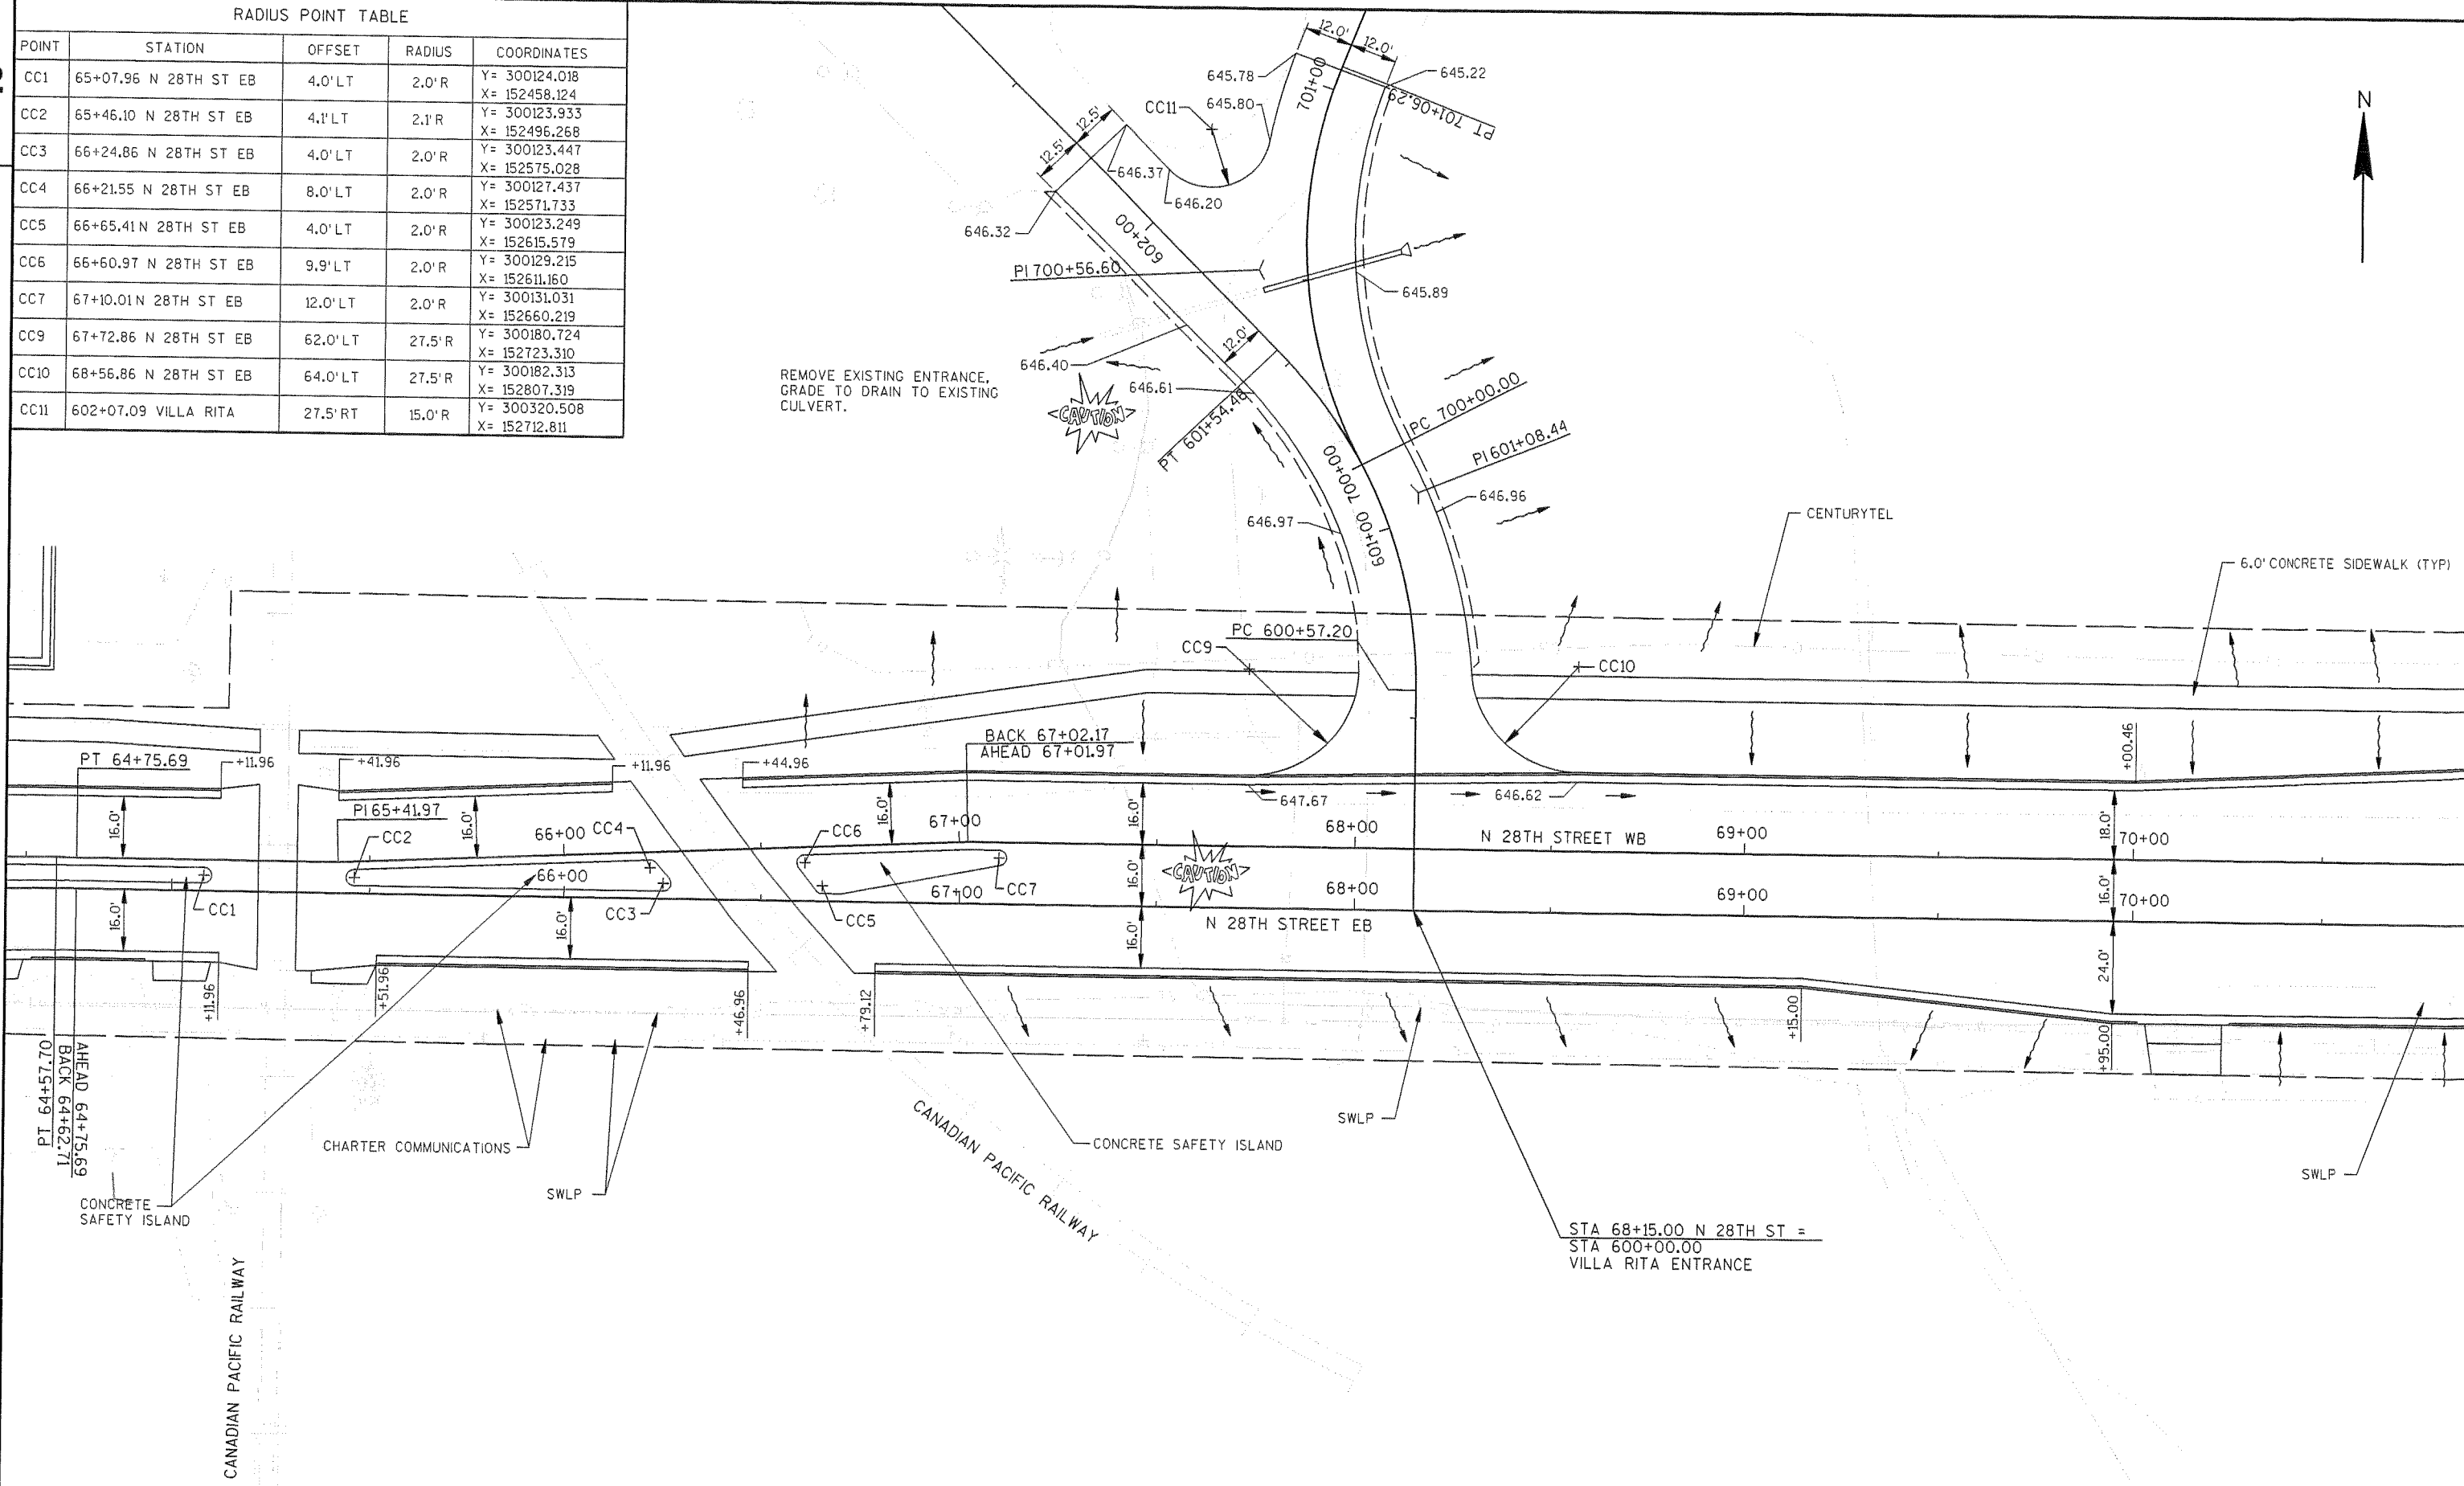 RADIUS POINT TABLE
POINT STATION OFFSET RADIUS COORDINATES
CC1 65+07.96 N 28TH ST EB 4.0' LT 2.0' R Y= 300124.018
X= 152458.124
CC2 65+46.10 N 28TH ST EB 4.1' LT 2.1' R Y= 300123.933
X= 152496.268
CC3 66+24.86 N 28TH ST EB 4.0' LT 2.0' R Y= 300123.447
X= 152575.028
CC4 66+21.55 N 28TH ST EB 8.0' LT 2.0' R Y= 300127.437
X= 152571.733
CC5 66+65.41 N 28TH ST EB 4.0' LT 2.0' R Y= 300123.249
X= 152615.579
CC6 66+60.97 N 28TH ST EB 9.9' LT 2.0' R Y= 300129.215
X= 152611.160
CC7 67+10.01 N 28TH ST EB 12.0' LT 2.0' R Y= 300131.031
X= 152660.219
CC9 67+72.86 N 28TH ST EB 62.0' LT 27.5' R Y= 300180.724
X= 152723.310
CC10 68+56.86 N 28TH ST EB 64.0' LT 27.5' R Y= 300182.313
X= 152807.319
CC11 602+07.09 VILLA RITA 27.5' RT 15.0' R Y= 300320.508
X= 152712.811
12.0' 12.0'
645.78
645.22
701+00
CC11
645.80
PT 701+06.29
12.5' 12.5'
646.37
646.20
646.32
602+00
PI 700+56.60
645.89
12.0'
646.40
646.61
REMOVE EXISTING ENTRANCE,
GRADE TO DRAIN TO EXISTING
CULVERT.
CAUTION
PT 601+54.48
PC 700+00.00
PI 601+08.44
700+00
601+00
646.96
646.97
N
CENTURYTEL
6.0' CONCRETE SIDEWALK (TYP)
PC 600+57.20
CC9
CC10
BACK 67+02.17
AHEAD 67+01.97
PT 64+75.69
+11.96
+41.96
+11.96
+44.96
+00.46
647.67
646.62
16.0'
PI 65+41.97
16.0'
16.0'
16.0'
18.0'
CC2
66+00
CC4
CC6
67+00
68+00
N 28TH STREET WB
69+00
70+00
CAUTION
66+00
CC7
16.0'
16.0'
CC1
CC3
CC5
67+00
68+00
69+00
70+00
N 28TH STREET EB
16.0'
16.0'
16.0'
24.0'
+11.96
+51.96
+46.96
+79.12
+15.00
+95.00
AHEAD 64+75.69
BACK 64+62.71
PT 64+57.70
CHARTER COMMUNICATIONS
SWLP
CANADIAN PACIFIC RAILWAY
CONCRETE SAFETY ISLAND
SWLP
SWLP
CONCRETE
SAFETY ISLAND
STA 68+15.00 N 28TH ST =
STA 600+00.00
VILLA RITA ENTRANCE
CANADIAN PACIFIC RAILWAY